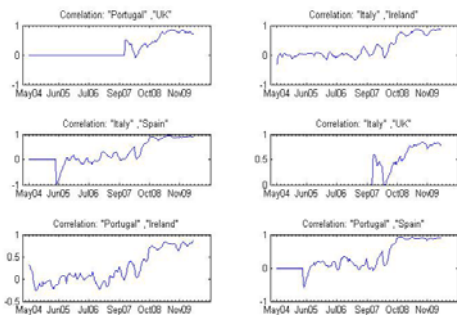 Correlation: "Portugal" ,"UK"
1
0
-1
May04 Jun05 Jul06 Sep07 Oct08 Nov09
Correlation: "Italy" ,"Ireland"
1
0
-1
May04 Jun05 Jul06 Sep07 Oct08 Nov09
Correlation: "Italy" ,"Spain"
1
0
-1
May04 Jun05 Jul06 Sep07 Oct08 Nov09
Correlation: "Italy" ,"UK"
1
0.5
0
May04 Jun05 Jul06 Sep07 Oct08 Nov09
Correlation: "Portugal" ,"Ireland"
1
0.5
0
-0.5
May04 Jun05 Jul06 Sep07 Oct08 Nov09
Correlation: "Portugal" ,"Spain"
1
0
-1
May04 Jun05 Jul06 Sep07 Oct08 Nov09